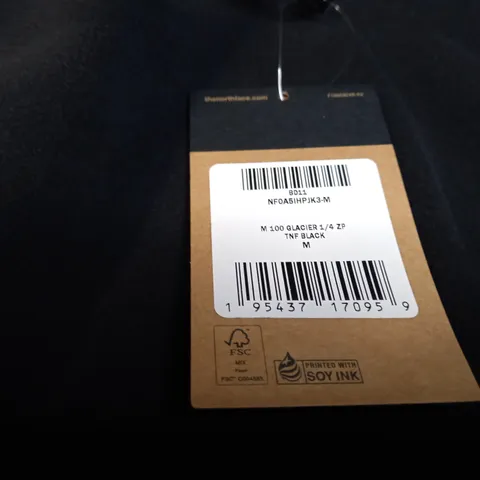 thenorthface.com
8011
NF0A5IHPJK3-M
M 100 GLACIER 1/4 ZP
TNF BLACK
M
1 95437 17095 9
FSC
MIX
PRINTED WITH
SOY INK